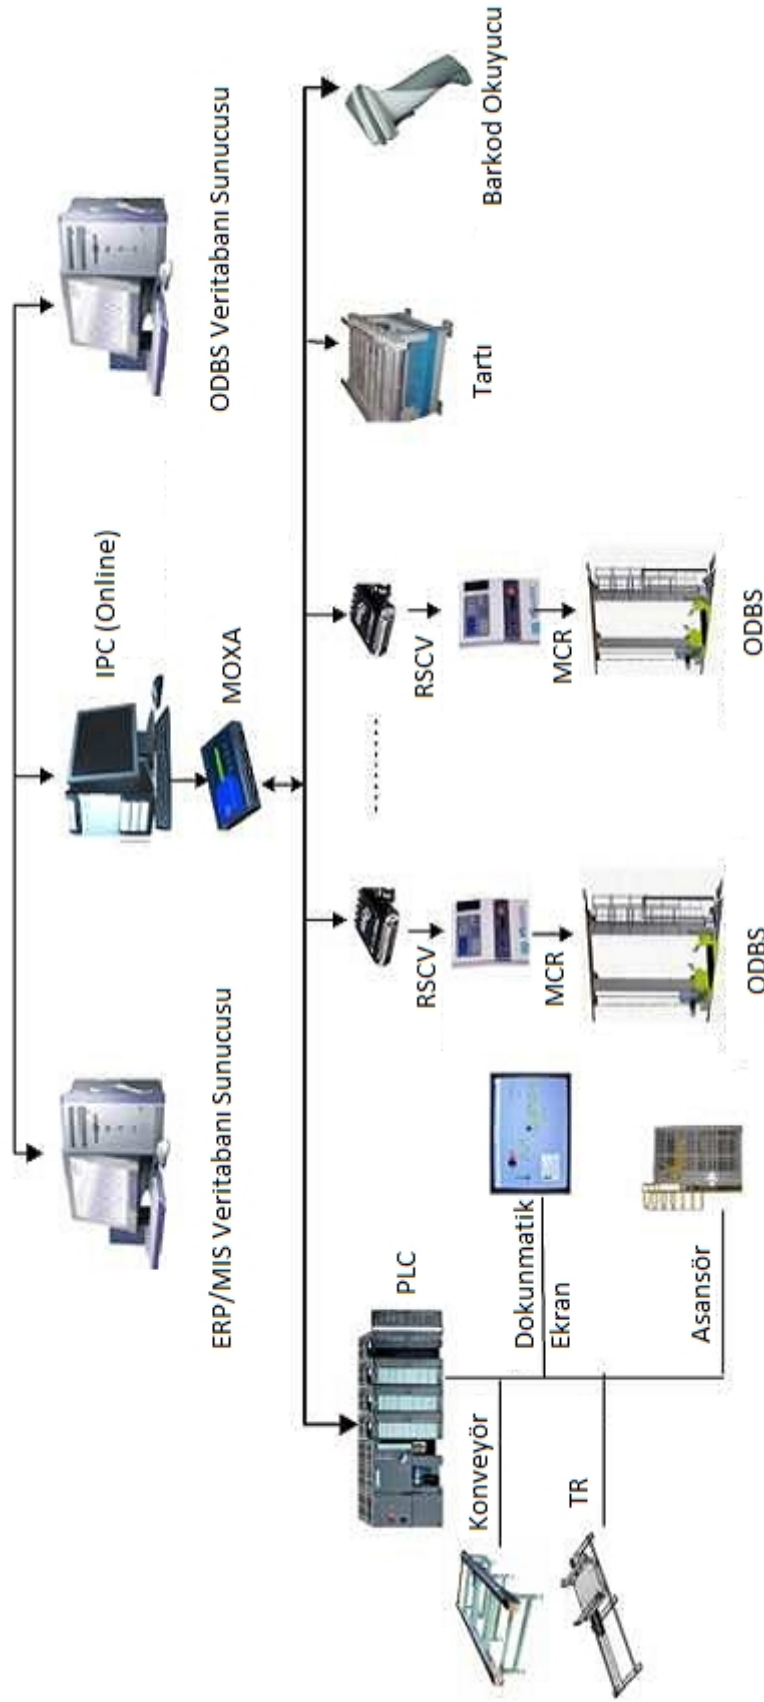 ERP/MIS Veritabanı Sunucusu
IPC (Online)
ODBS Veritabanı Sunucusu
MOXA
PLC
RSCV
RSCV
Tartı
Barkod Okuyucu
Konveyör
Dokunmatik
Ekran
MCR
MCR
TR
Asansör
ODBS
ODBS